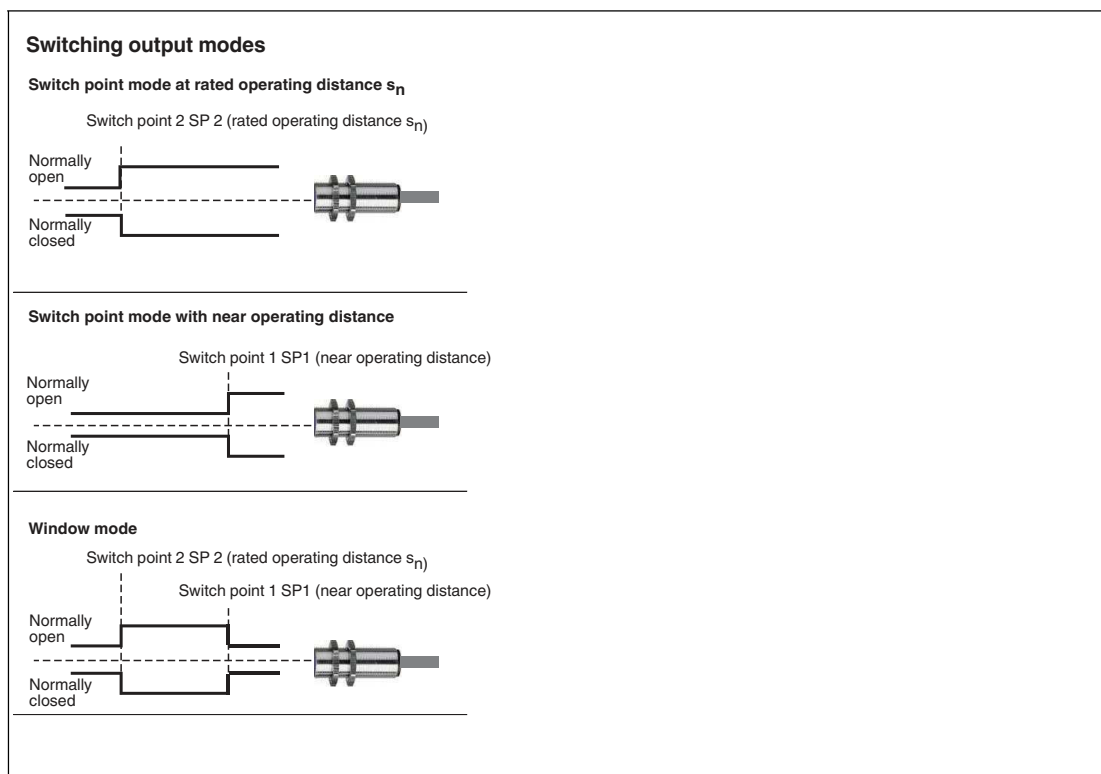 Switching output modes
Switch point mode at rated operating distance sn
Switch point 2 SP 2 (rated operating distance sn)
Normally
open
Normally
closed
Switch point mode with near operating distance
Switch point 1 SP1 (near operating distance)
Normally
open
Normally
closed
Window mode
Switch point 2 SP 2 (rated operating distance sn)
Switch point 1 SP1 (near operating distance)
Normally
open
Normally
closed